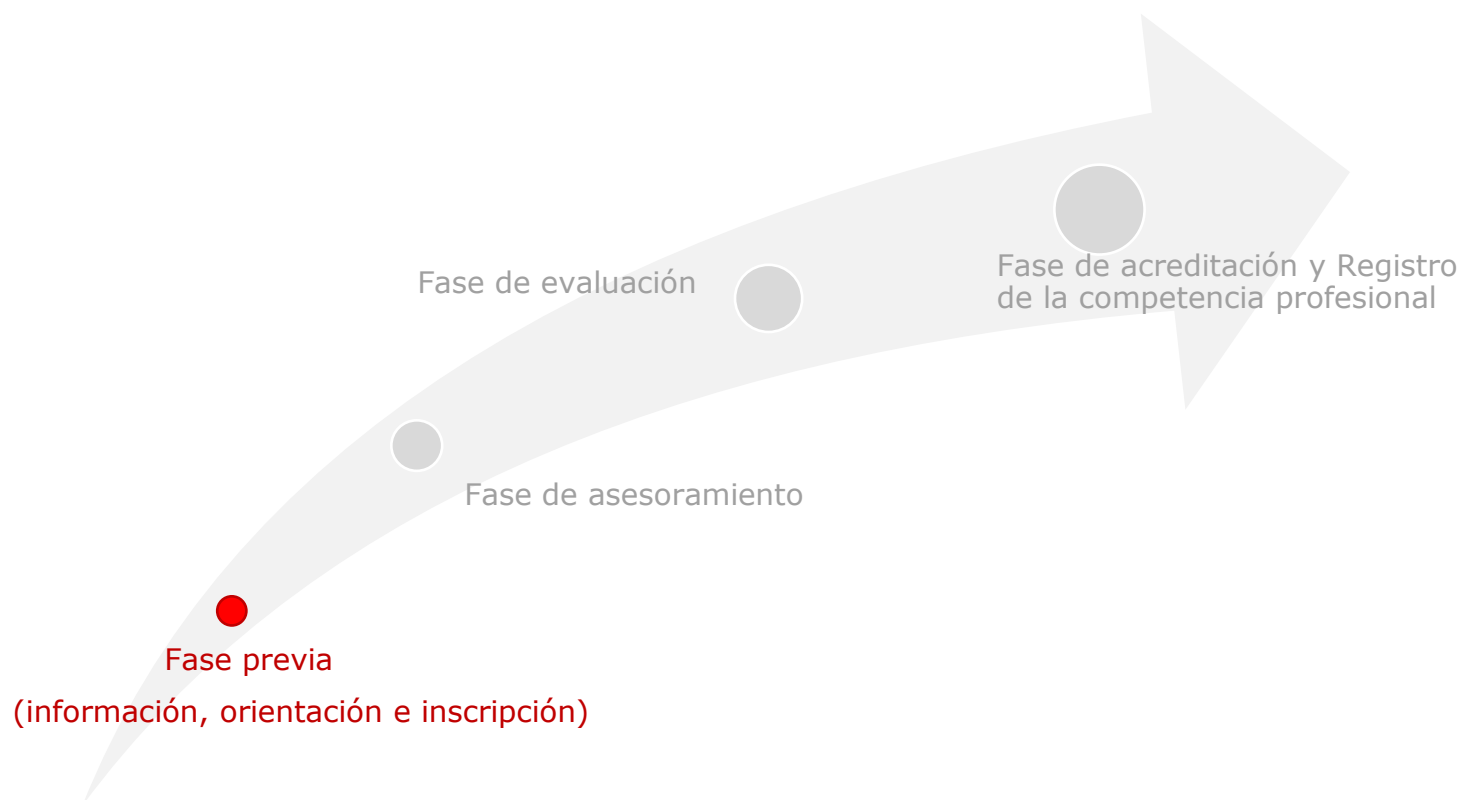 Fase de evaluación
Fase de acreditación y Registro
de la competencia profesional
Fase de asesoramiento
Fase previa
(información, orientación e inscripción)